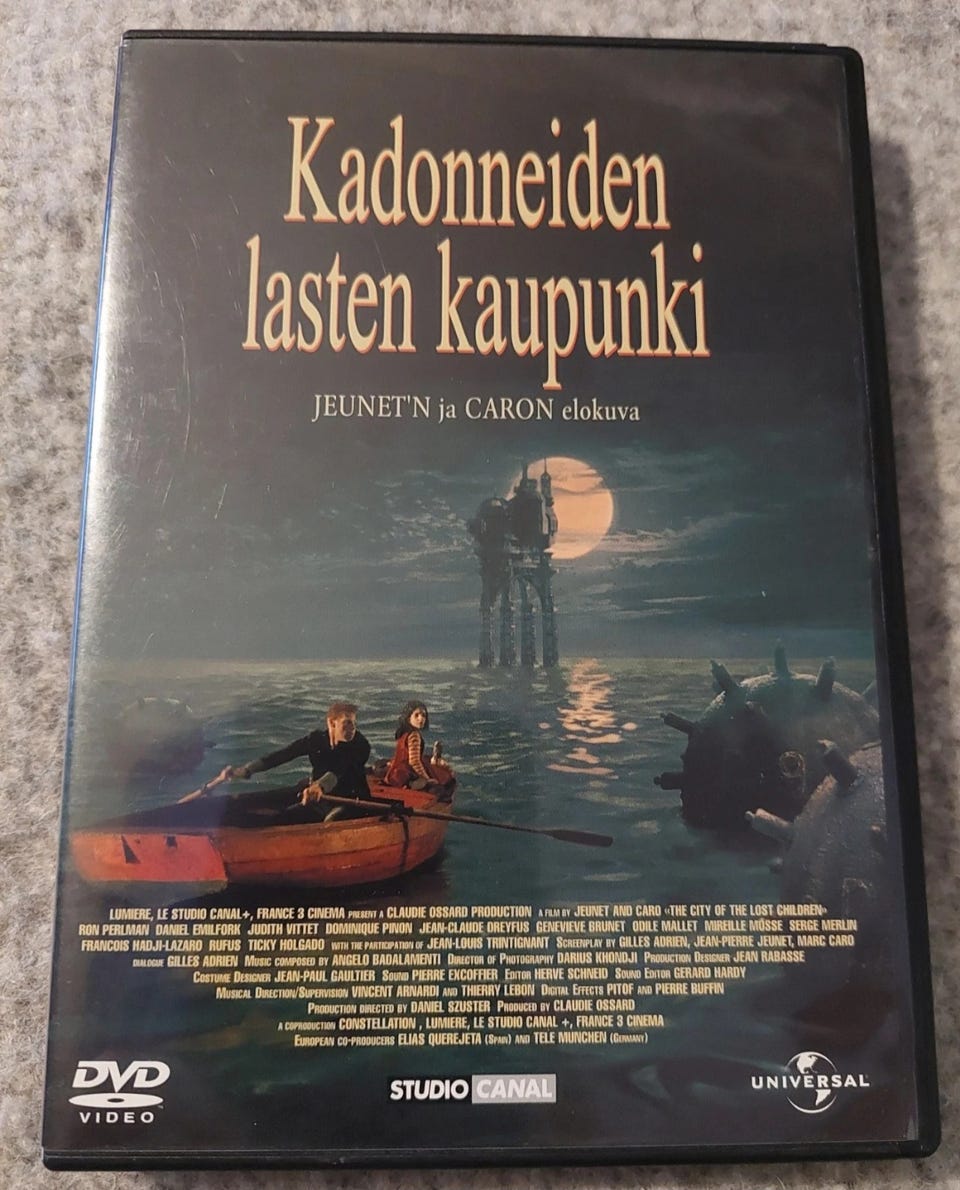 Kadonneiden
lasten kaupunki
JEUNET'N ja CARON elokuva
LUMIERE, LE STUDIO CANAL+, FRANCE 3 CINEMA PRESENT A CLAUDIE OSSARD PRODUCTION A FILM BY JEUNET AND CARO «THE CITY OF THE LOST CHILDREN»
RON PERLMAN DANIEL EMILFORK JUDITH VITTET DOMINIQUE PINON JEAN-CLAUDE DREYFUS GENEVIEVE BRUNET ODILE MALLET MIREILLE MÖSSE SERGE MERLIN
FRANCOIS HADJI-LAZARO RUFUS TICKY HOLGADO WITH THE PARTICIPATION OF JEAN-LOUIS TRINTIGNANT SCREENPLAY BY GILLES ADRIEN, JEAN-PIERRE JEUNET, MARC CARO
DIALOGUE GILLES ADRIEN MUSIC COMPOSED BY ANGELO BADALAMENTI DIRECTOR OF PHOTOGRAPHY DARIUS KHONDJI PRODUCTION DESIGNER JEAN RABASSE
COSTUME DESIGNER JEAN-PAUL GAULTIER SOUND PIERRE EXCOFFIER EDITOR HERVE SCHNEID SOUND EDITOR GERARD HARDY
MUSICAL DIRECTION/SUPERVISION VINCENT ARNARDI AND THIERRY LEBON DIGITAL EFFECTS PITOF AND PIERRE BUFFIN
PRODUCTION DIRECTED BY DANIEL SZUSTER PRODUCED BY CLAUDIE OSSARD
A COPRODUCTION CONSTELLATION, LUMIERE, LE STUDIO CANAL +, FRANCE 3 CINEMA
EUROPEAN CO-PRODUCERS ELIAS QUEREJETA (SPAIN) AND TELE MUNCHEN (GERMANY)
DVD
VIDEO
STUDIO CANAL
UNIVERSAL